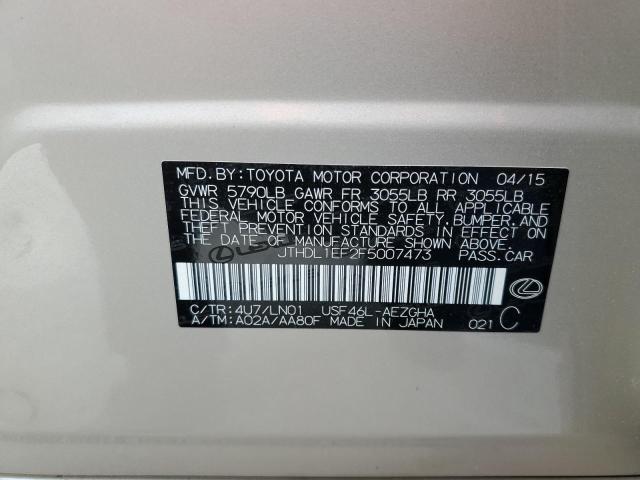 MFD. BY: TOYOTA MOTOR CORPORATION 04/15
GVWR 5790LB GAWR FR 3055LB RR 3055LB
THIS VEHICLE CONFORMS TO ALL APPLICABLE
FEDERAL MOTOR VEHICLE SAFETY, BUMPER, AND
THEFT PREVENTION STANDARDS IN EFFECT ON
THE DATE OF MANUFACTURE SHOWN ABOVE.
JTHDL1EF2F5007473 PASS. CAR
C/TR: 4U7/LN01 USF46L-AEZGHA
A/TM: A02A/AA80F MADE IN JAPAN 021 C